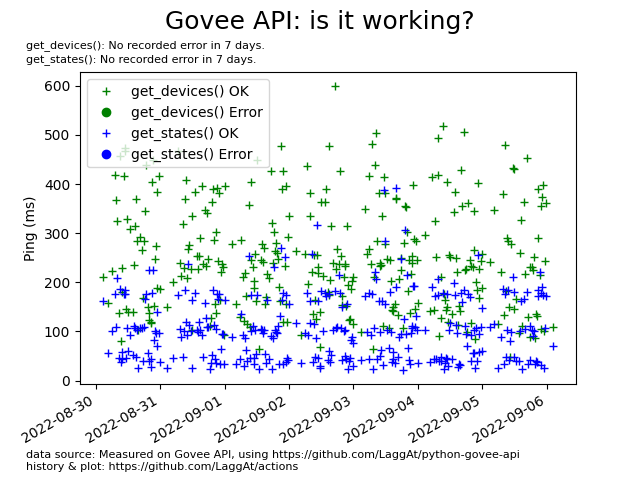 Govee API: is it working?
get_devices(): No recorded error in 7 days.
get_states(): No recorded error in 7 days.
get_devices() OK
get_devices() Error
get_states() OK
get_states() Error
Ping (ms)
600
500
400
300
200
100
0
2022-08-30
2022-08-31
2022-09-01
2022-09-02
2022-09-03
2022-09-04
2022-09-05
2022-09-06
data source: Measured on Govee API, using https://github.com/LaggAt/python-govee-api
history & plot: https://github.com/LaggAt/actions